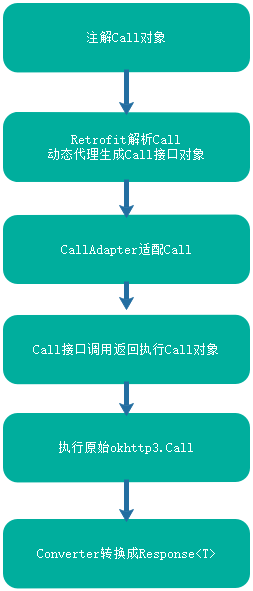 注解Call对象
Retrofit解析Call
动态代理生成Call接口对象
CallAdapter适配Call
Call接口调用返回执行Call对象
执行原始okhttp3.Call
Converter转换成Response<T>